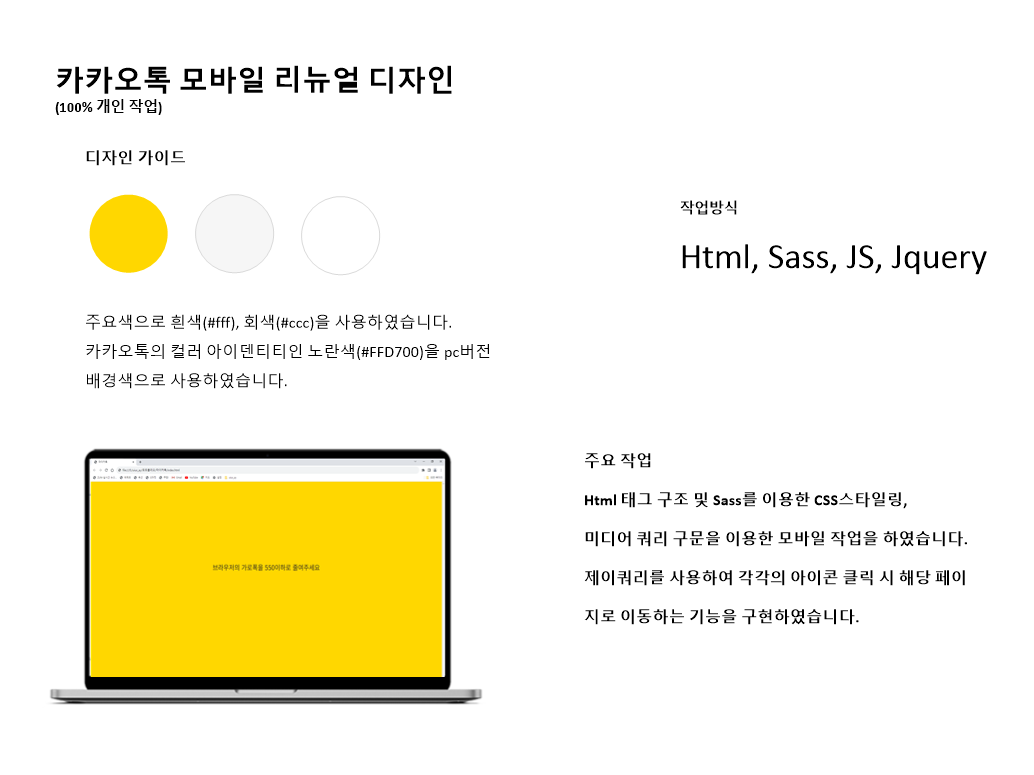 카카오톡 모바일 리뉴얼 디자인
(100% 개인 작업)
디자인 가이드
주요색으로 흰색(#fff), 회색(#ccc)을 사용하였습니다.
카카오톡의 컬러 아이덴티티인 노란색(#FFD700)을 pc버전
배경색으로 사용하였습니다.
브라우저의 가로폭을 550이하로 줄여주세요
작업방식
Html, Sass, JS, Jquery
주요 작업
Html 태그 구조 및 Sass를 이용한 CSS스타일링,
미디어 쿼리 구문을 이용한 모바일 작업을 하였습니다.
제이쿼리를 사용하여 각각의 아이콘 클릭 시 해당 페이
지로 이동하는 기능을 구현하였습니다.